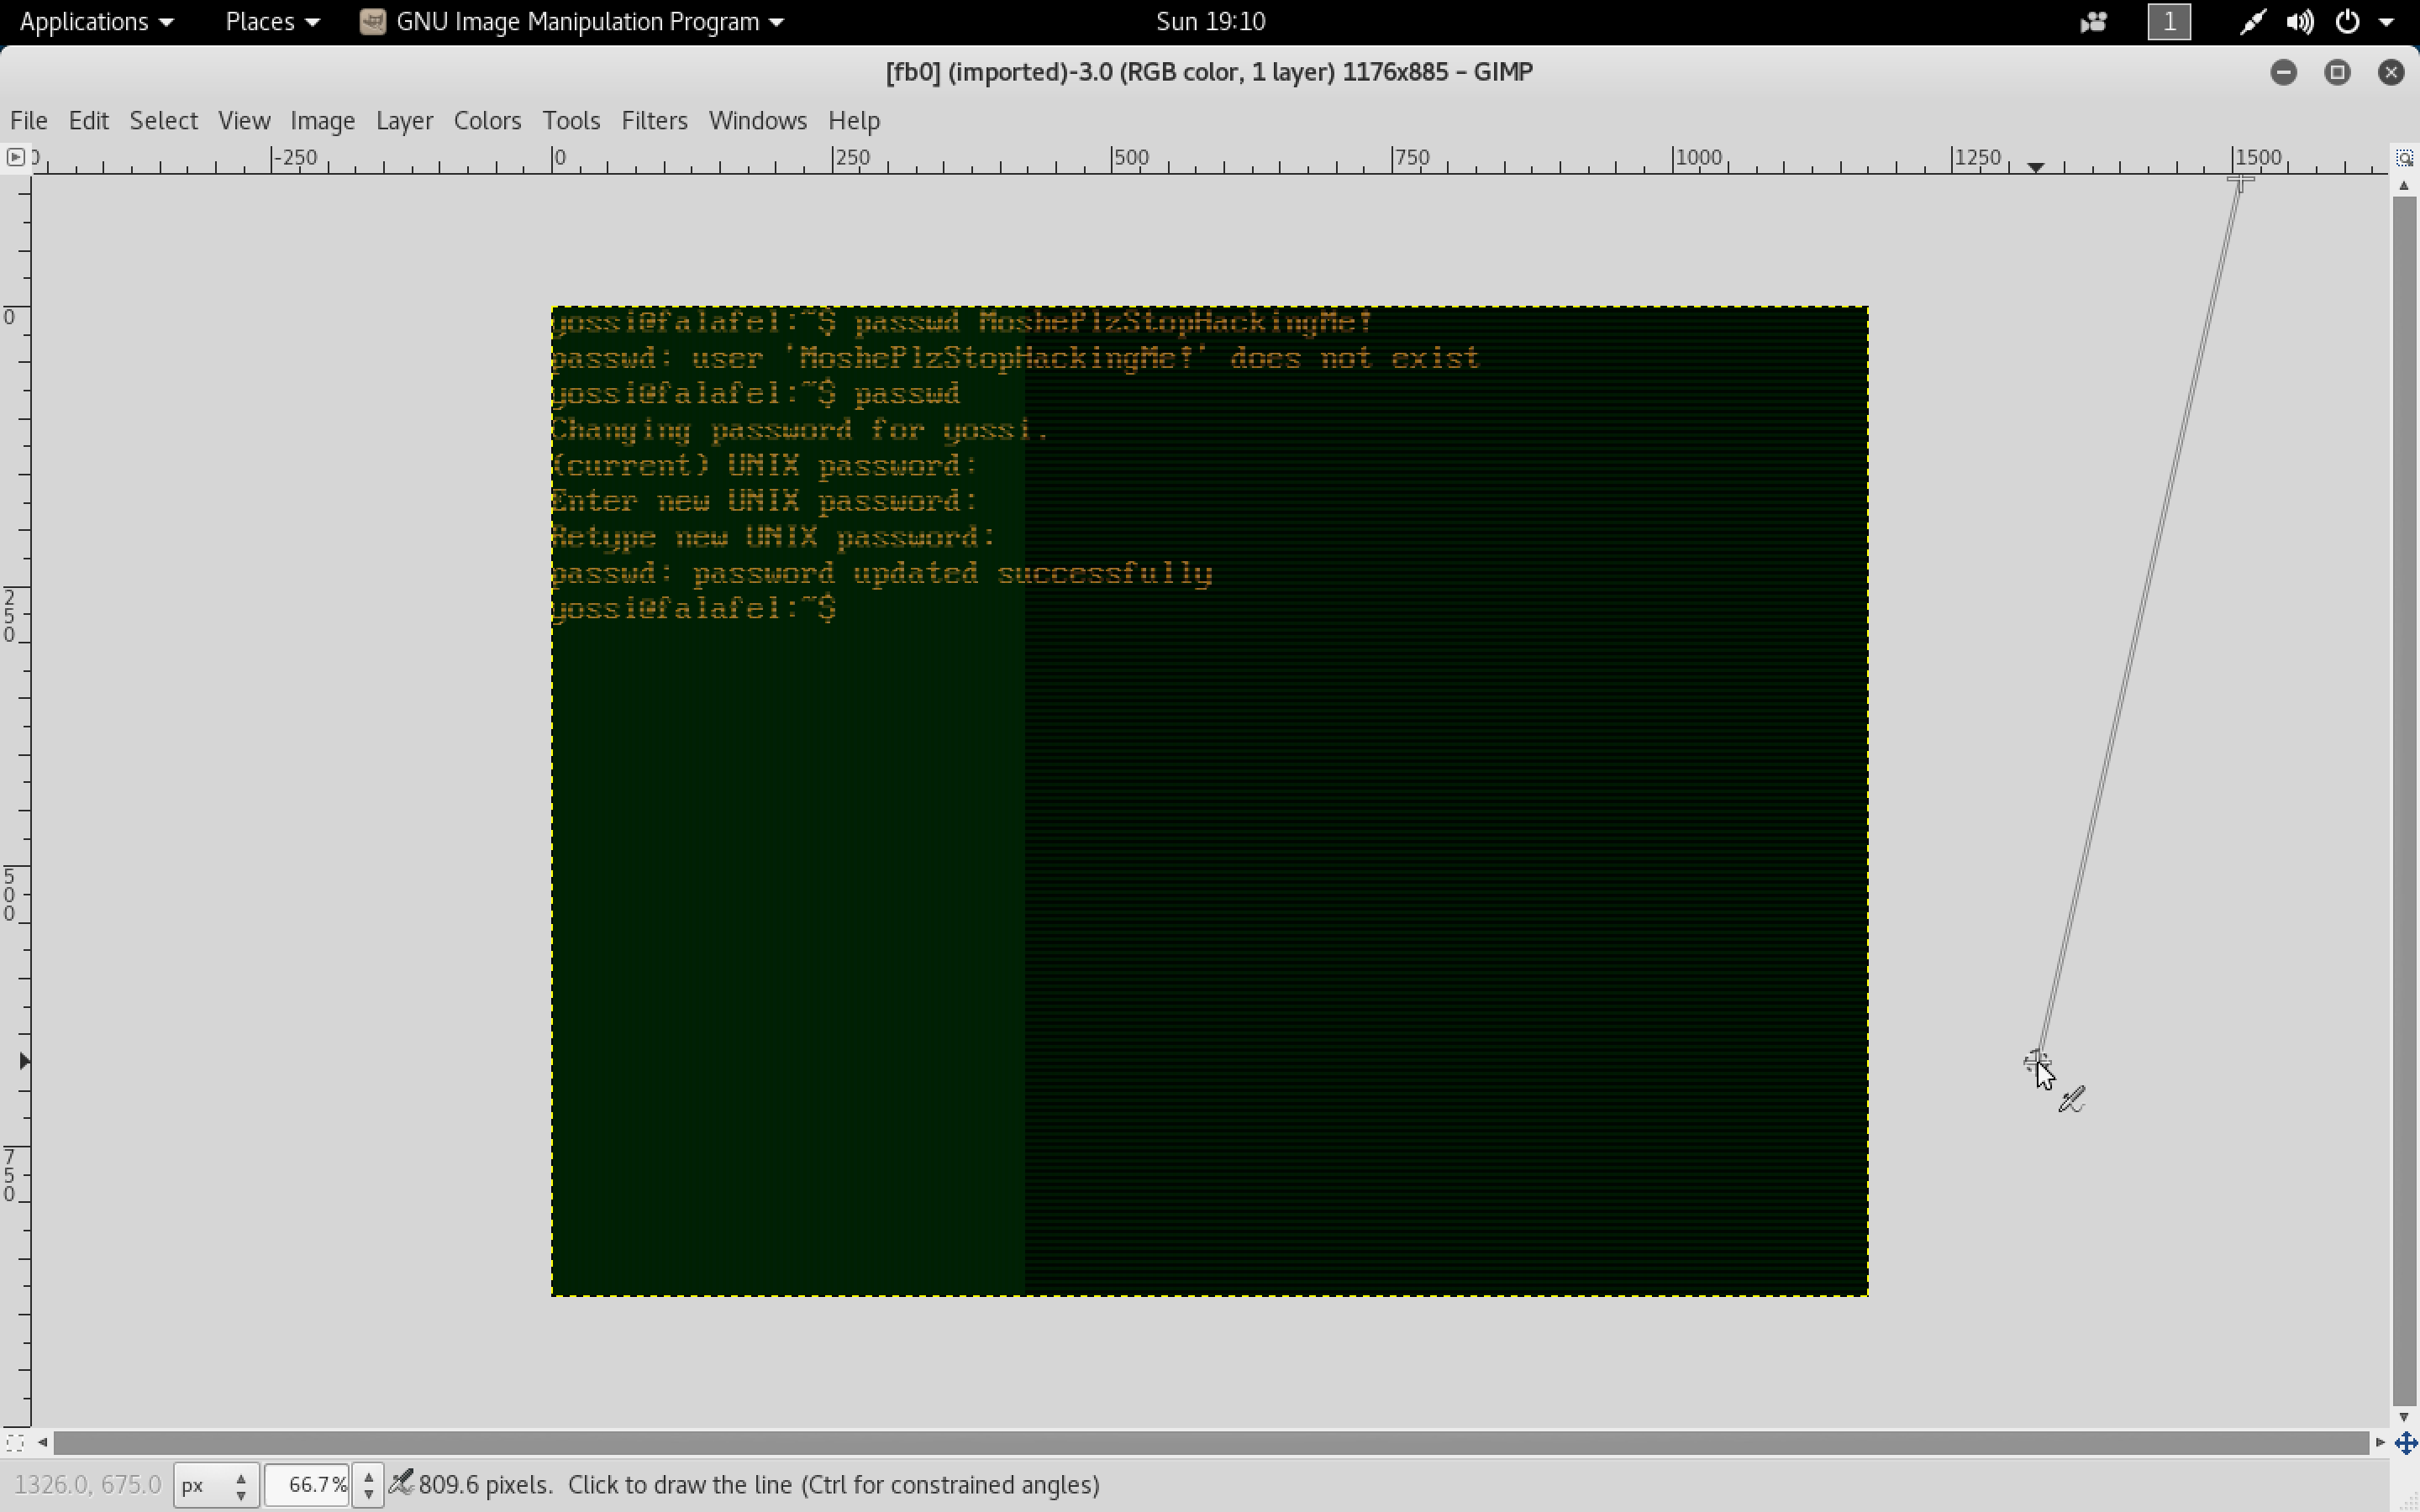 Applications Places GNU Image Manipulation Program Sun 19:10 1
[fb0] (imported)-3.0 (RGB color, 1 layer) 1176x885 – GIMP
File Edit Select View Image Layer Colors Tools Filters Windows Help
-250 0 250 500 750 1000 1250 1500
0
250
500
750
yossi@falafel:~$ passwd MoshePlzStopHackingMe!
passwd: user 'MoshePlzStopHackingMe!' does not exist
yossi@falafel:~$ passwd
Changing password for yossi.
(current) UNIX password:
Enter new UNIX password:
Retype new UNIX password:
passwd: password updated successfully
yossi@falafel:~$
1326.0, 675.0 px 66.7% 809.6 pixels. Click to draw the line (Ctrl for constrained angles)